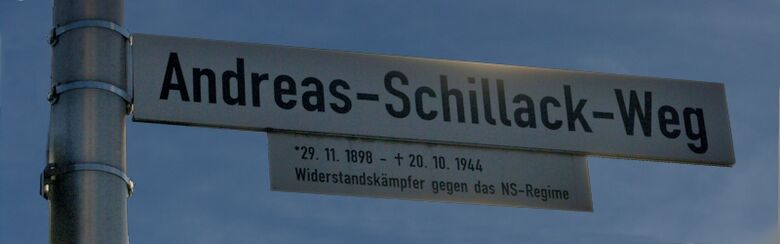 Andreas-Schillack-Weg
*29. 11. 1898 - † 20. 10. 1944
Widerstandskämpfer gegen das NS-Regime